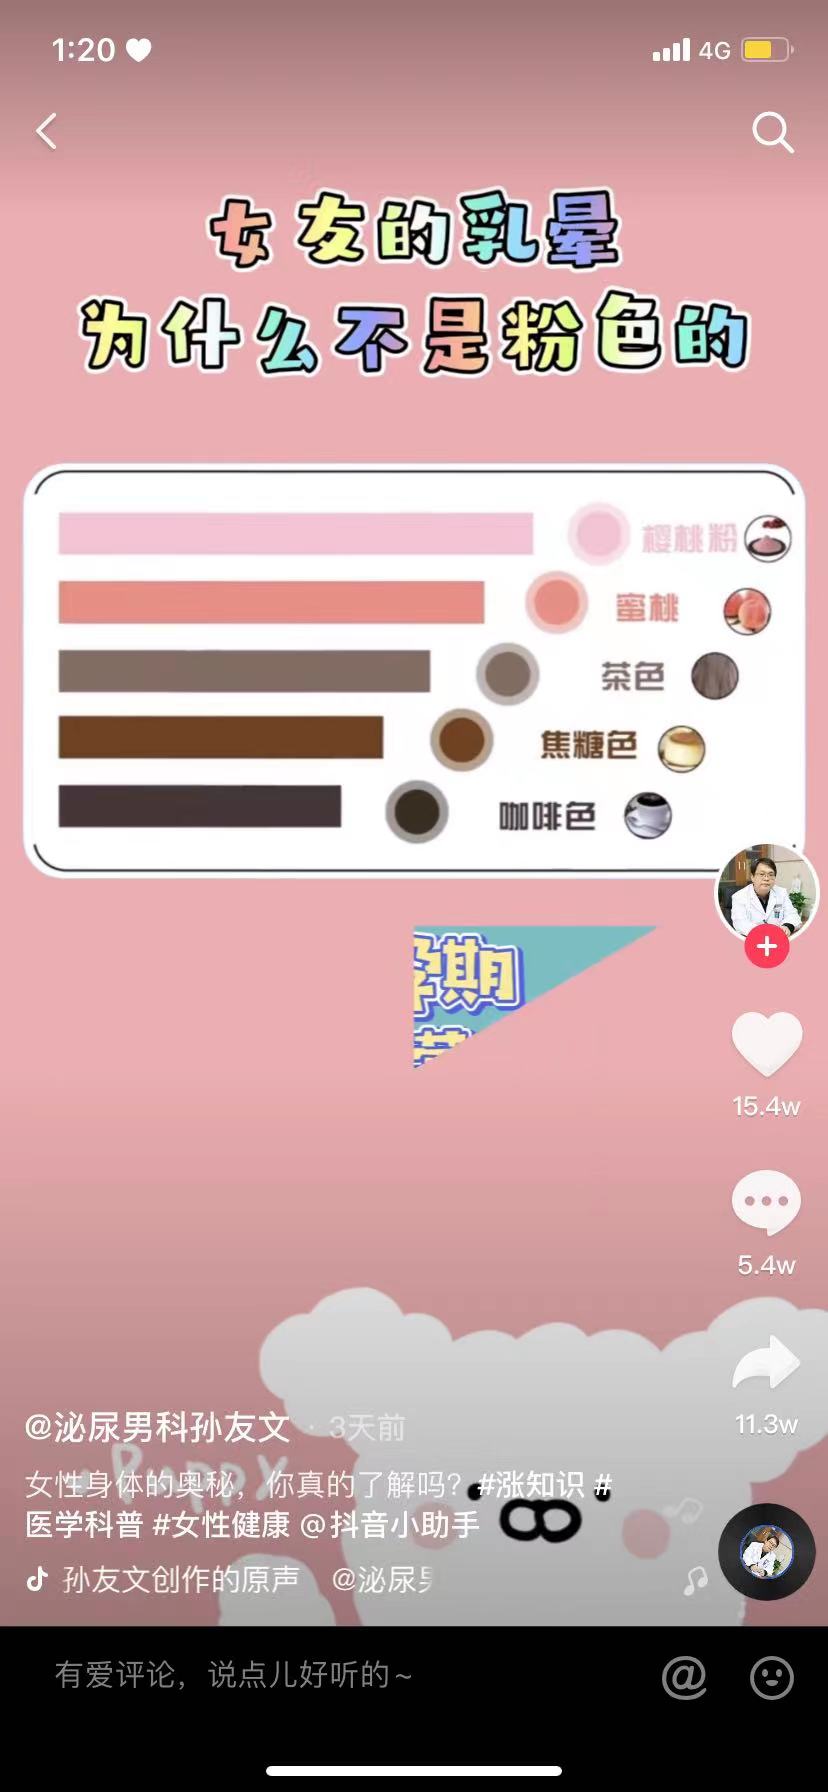 1:20
4G
女友的乳晕
为什么不是粉色的
樱桃粉
蜜桃
茶色
焦糖色
咖啡色
孕期
15.4w
5.4w
11.3w
@泌尿男科孙友文 · 3天前
Puppy
女性身体的奥秘，你真的了解吗？#涨知识 #
医学科普 #女性健康 @抖音小助手
孙友文创作的原声 @泌尿男
有爱评论，说点儿好听的~